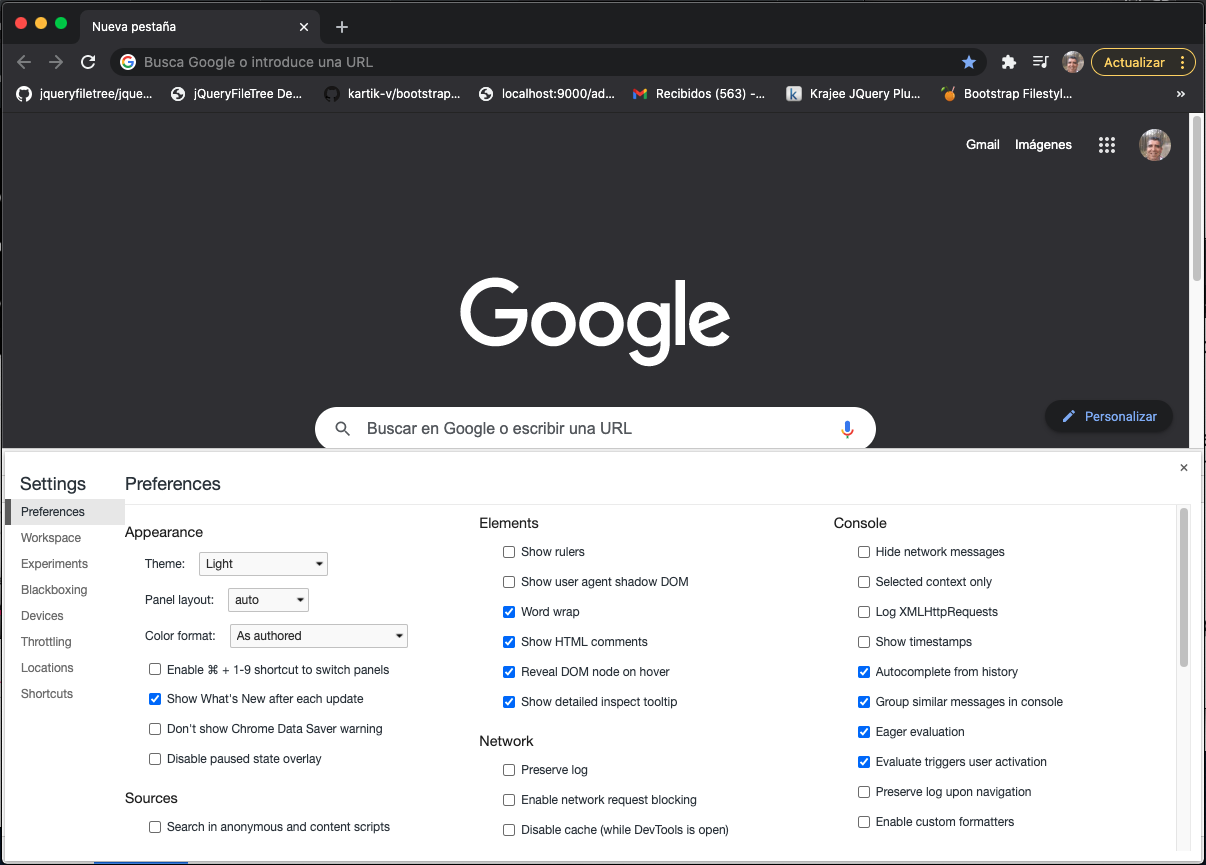 Nueva pestaña
Busca Google o introduce una URL
Actualizar
jqueryfiletree/jque...
jQueryFileTree De...
kartik-v/bootstrap...
localhost:9000/ad...
Recibidos (563) -...
Krajee JQuery Plu...
Bootstrap Filestyl...
»
Gmail
Imágenes
Google
Buscar en Google o escribir una URL
Personalizar
Settings
Preferences
Workspace
Experiments
Blackboxing
Devices
Throttling
Locations
Shortcuts
Preferences
Appearance
Theme: Light
Panel layout: auto
Color format: As authored
Enable ⌘ + 1-9 shortcut to switch panels
Show What's New after each update
Don't show Chrome Data Saver warning
Disable paused state overlay
Sources
Search in anonymous and content scripts
Elements
Show rulers
Show user agent shadow DOM
Word wrap
Show HTML comments
Reveal DOM node on hover
Show detailed inspect tooltip
Network
Preserve log
Enable network request blocking
Disable cache (while DevTools is open)
Console
Hide network messages
Selected context only
Log XMLHttpRequests
Show timestamps
Autocomplete from history
Group similar messages in console
Eager evaluation
Evaluate triggers user activation
Preserve log upon navigation
Enable custom formatters